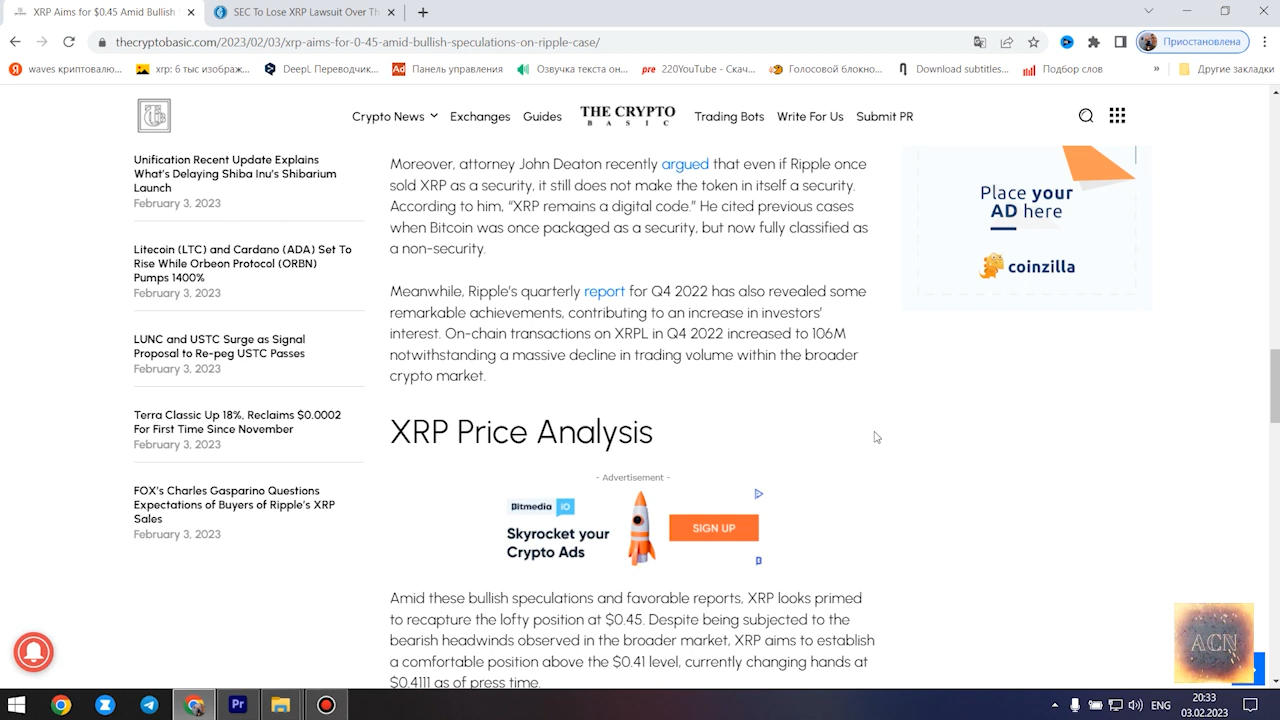 XRP Aims for $0.45 Amid Bullish
SEC To Lose XRP Lawsuit Over Th
thecryptobasic.com/2023/02/03/xrp-aims-for-0-45-amid-bullish-speculations-on-ripple-case/
Приостановлена
waves криптовалю...
xrp: 6 тыс изображ...
DeepL Переводчик...
Панель управления
Озвучка текста он...
220YouTube - Скач...
Голосовой блокно...
Download subtitles...
Подбор слов
»
Другие закладки
Crypto News
Exchanges
Guides
THE CRYPTO
BASIC
Trading Bots
Write For Us
Submit PR
Unification Recent Update Explains
What's Delaying Shiba Inu's Shibarium
Launch
February 3, 2023
Litecoin (LTC) and Cardano (ADA) Set To
Rise While Orbeon Protocol (ORBN)
Pumps 1400%
February 3, 2023
LUNC and USTC Surge as Signal
Proposal to Re-peg USTC Passes
February 3, 2023
Terra Classic Up 18%, Reclaims $0.0002
For First Time Since November
February 3, 2023
FOX's Charles Gasparino Questions
Expectations of Buyers of Ripple's XRP
Sales
February 3, 2023
Moreover, attorney John Deaton recently argued that even if Ripple once
sold XRP as a security, it still does not make the token in itself a security.
According to him, “XRP remains a digital code.” He cited previous cases
when Bitcoin was once packaged as a security, but now fully classified as
a non-security.
Meanwhile, Ripple's quarterly report for Q4 2022 has also revealed some
remarkable achievements, contributing to an increase in investors'
interest. On-chain transactions on XRPL in Q4 2022 increased to 106M
notwithstanding a massive decline in trading volume within the broader
crypto market.
XRP Price Analysis
- Advertisement -
Bitmedia IO
Skyrocket your
Crypto Ads
SIGN UP
Amid these bullish speculations and favorable reports, XRP looks primed
to recapture the lofty position at $0.45. Despite being subjected to the
bearish headwinds observed in the broader market, XRP aims to establish
a comfortable position above the $0.41 level, currently changing hands at
$0.4111 as of press time.
Place your
AD here
coinzilla
ACN
Pr
ENG
20:33
03.02.2023